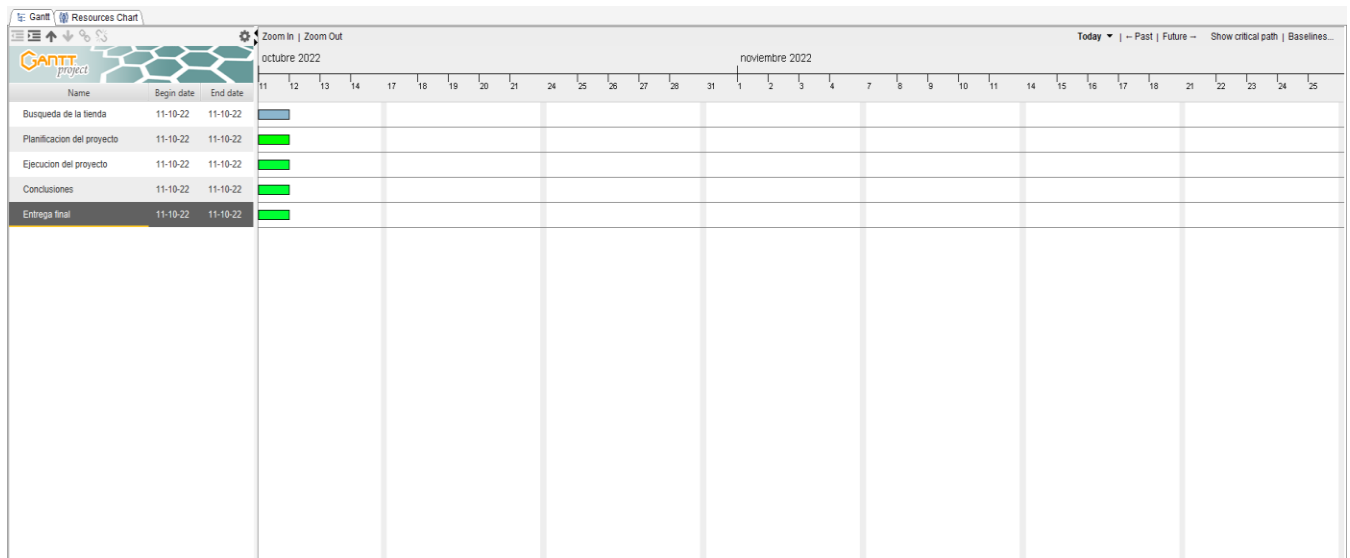 Gantt Resources Chart
Zoom In | Zoom Out Today | ←Past | Future→ Show critical path | Baselines...
GANTT
project
octubre 2022 noviembre 2022
11 12 13 14 17 18 19 20 21 24 25 26 27 28 31 1 2 3 4 7 8 9 10 11 14 15 16 17 18 21 22 23 24 25
Name Begin date End date
Busqueda de la tienda 11-10-22 11-10-22
Planificacion del proyecto 11-10-22 11-10-22
Ejecucion del proyecto 11-10-22 11-10-22
Conclusiones 11-10-22 11-10-22
Entrega final 11-10-22 11-10-22